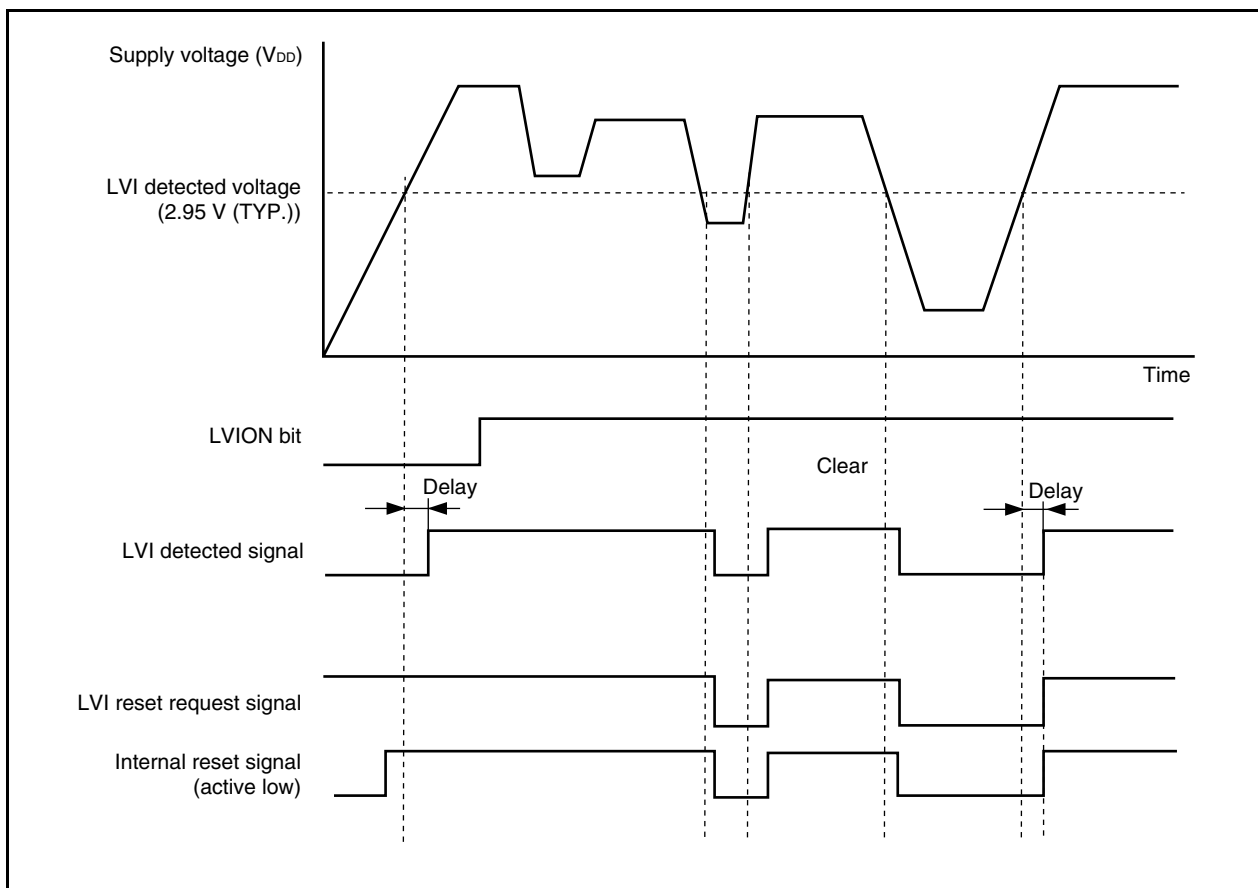 Supply voltage (VDD)
LVI detected voltage
(2.95 V (TYP.))
Time
LVION bit
Clear
Delay
Delay
LVI detected signal
LVI reset request signal
Internal reset signal
(active low)